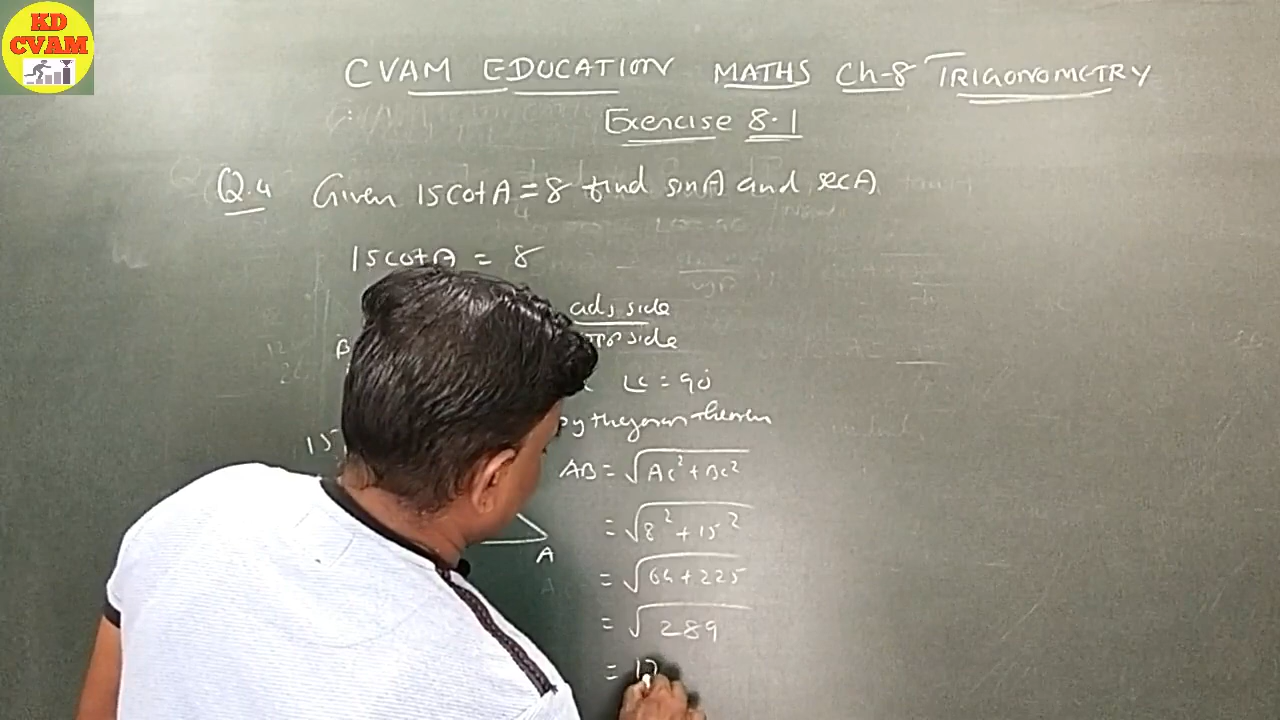 KD
CVAM
CVAM EDUCATION MATHS Ch-8 TRIGONOMETRY
Exercise 8.1
Q.4 Given 15cotA = 8 find sinA and secA
15cotA = 8
adj side
opp side
B
∠C = 90°
pythagoras theorem
15
AB = √AC² + BC²
= √8² + 15²
A
= √64 + 225
= √289
= 17